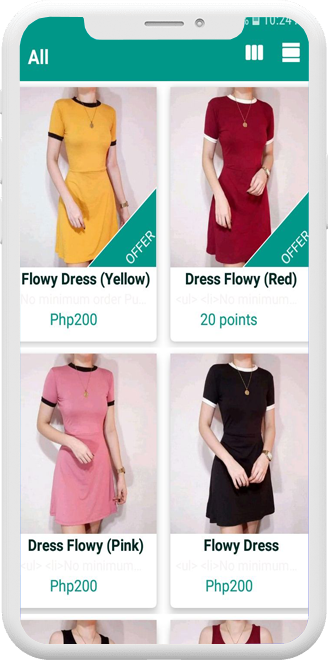 10:24
All
OFFER
OFFER
Flowy Dress (Yellow)
Dress Flowy (Red)
No minimum order Pu...
<ul> <li>No minimum...
Php200
20 points
Dress Flowy (Pink)
Flowy Dress
<ul> <li>No minimum...
<ul> <li>No minimum...
Php200
Php200